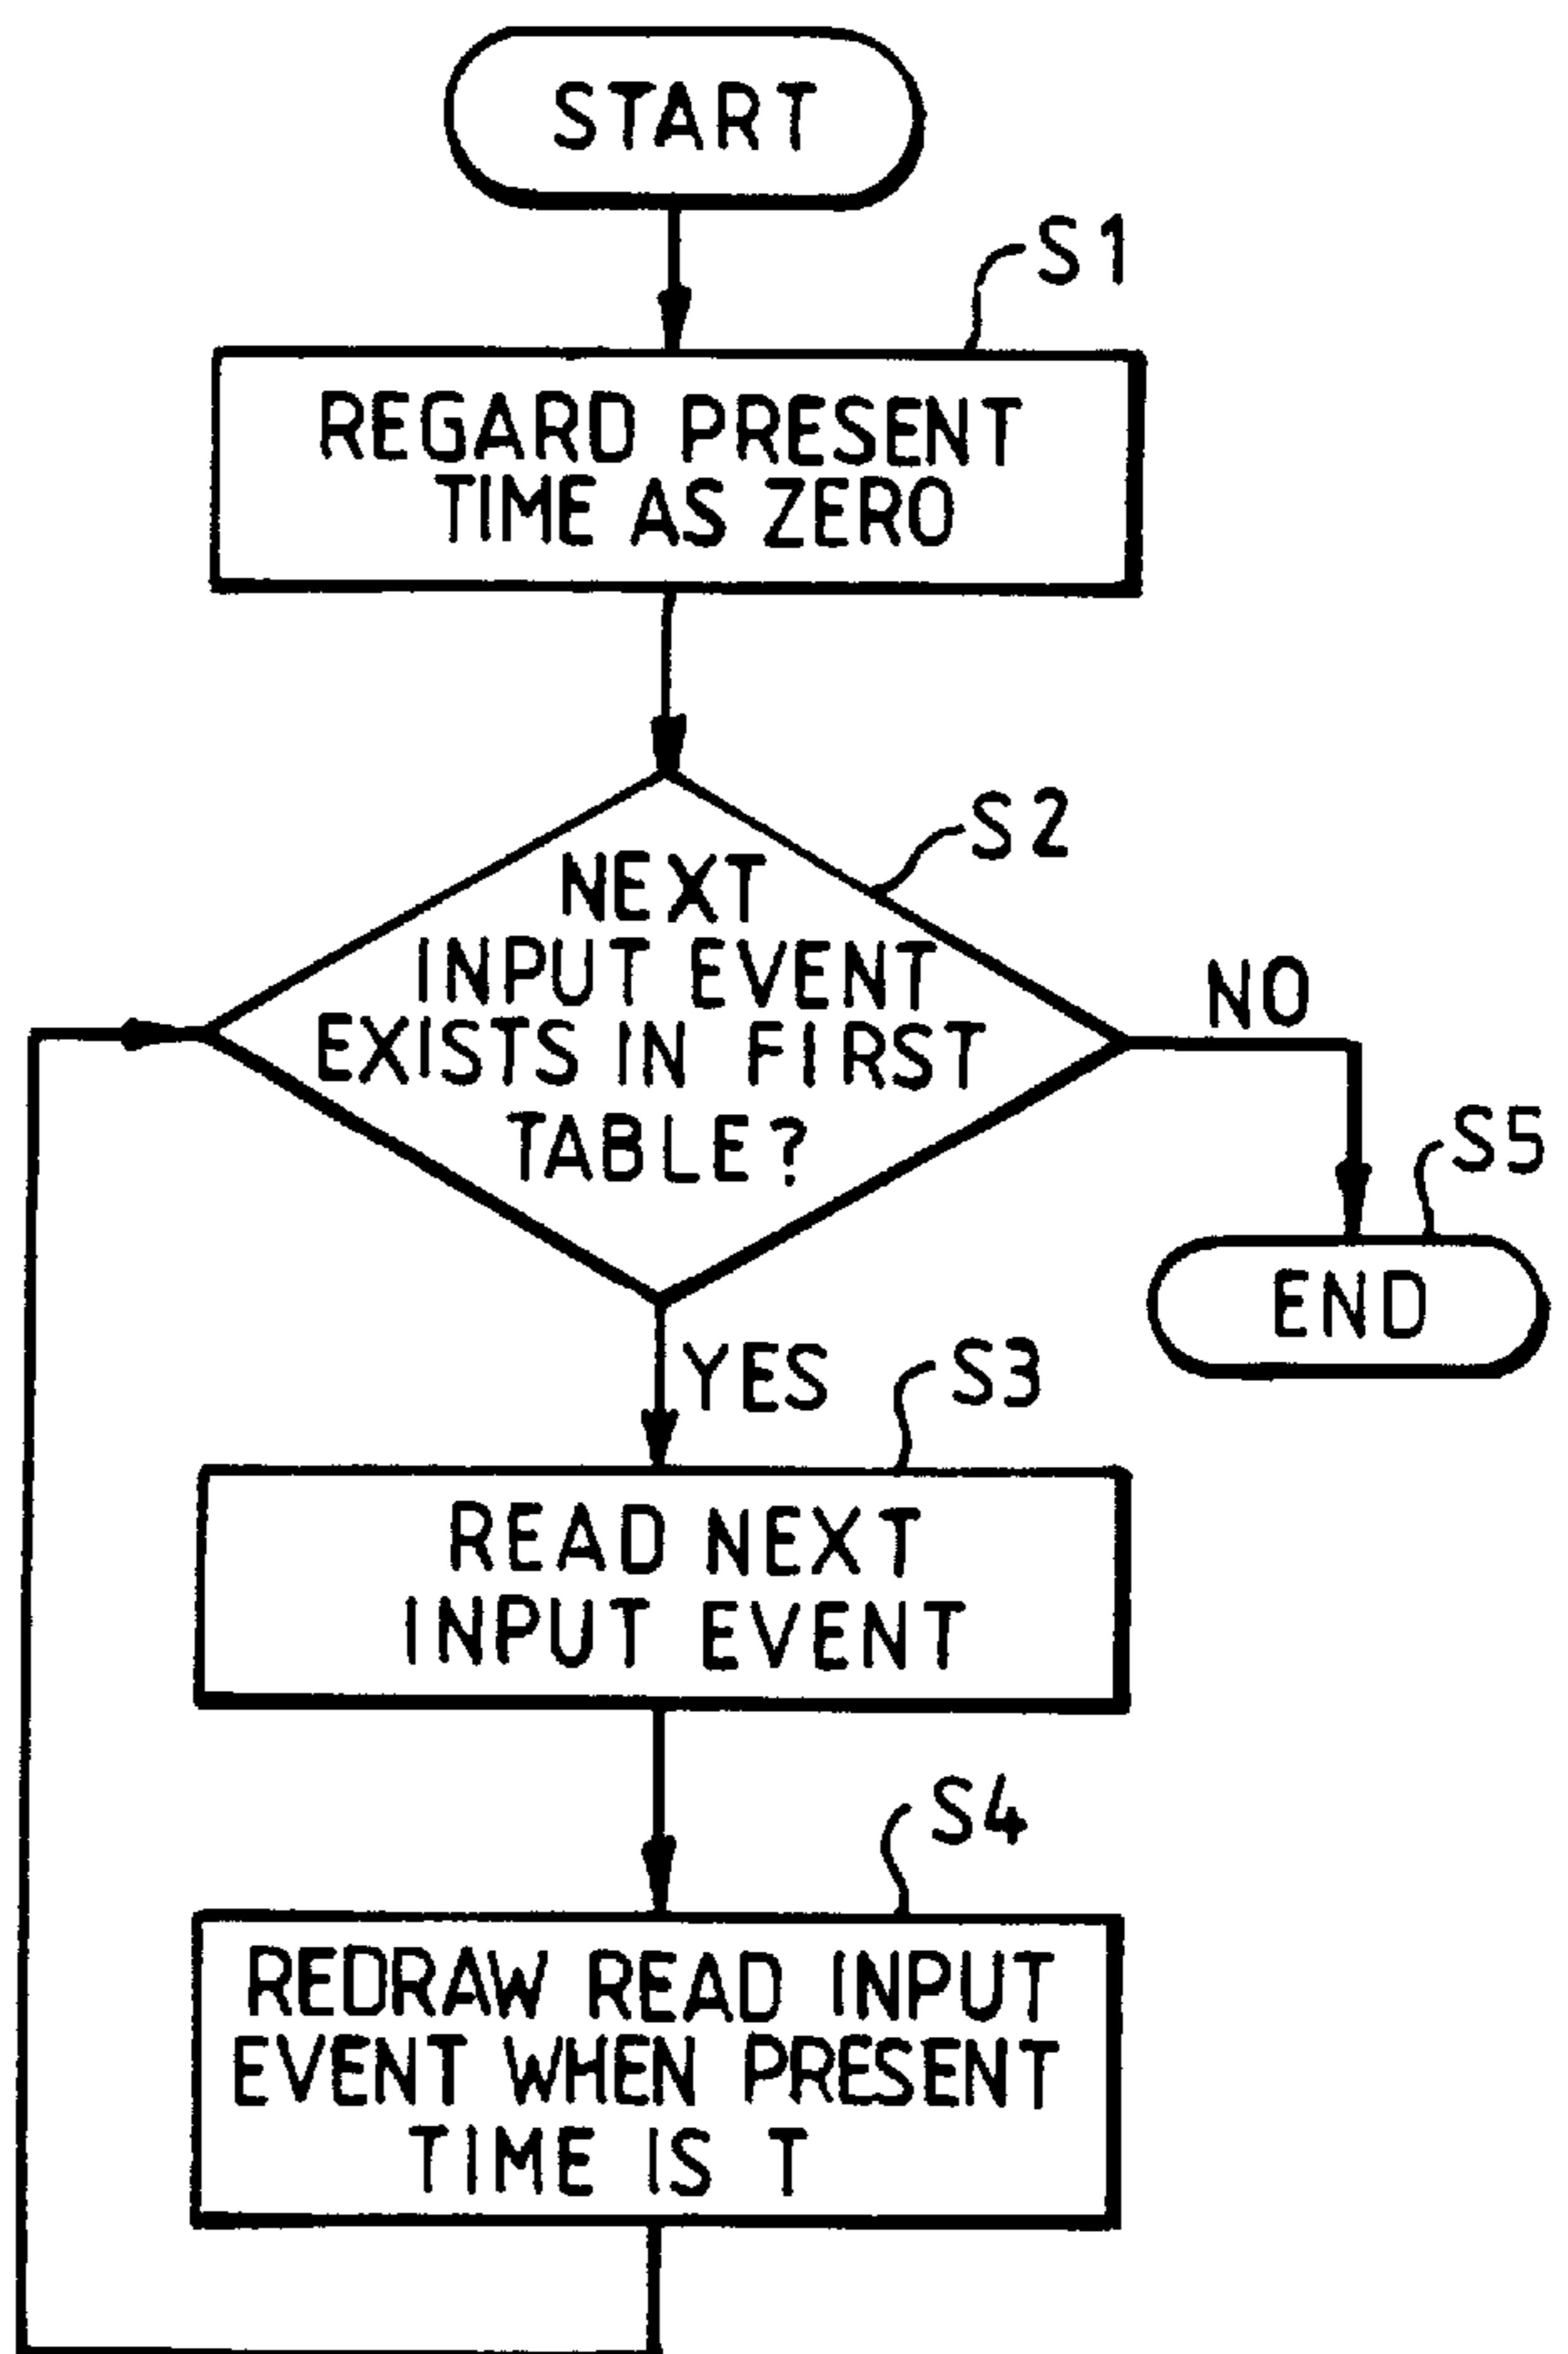 START
S1
REGARD PRESENT
TIME AS ZERO
S2
NEXT
INPUT EVENT
EXISTS IN FIRST
TABLE?
NO
S5
END
YES
S3
READ NEXT
INPUT EVENT
S4
REDRAW READ INPUT
EVENT WHEN PRESENT
TIME IS T